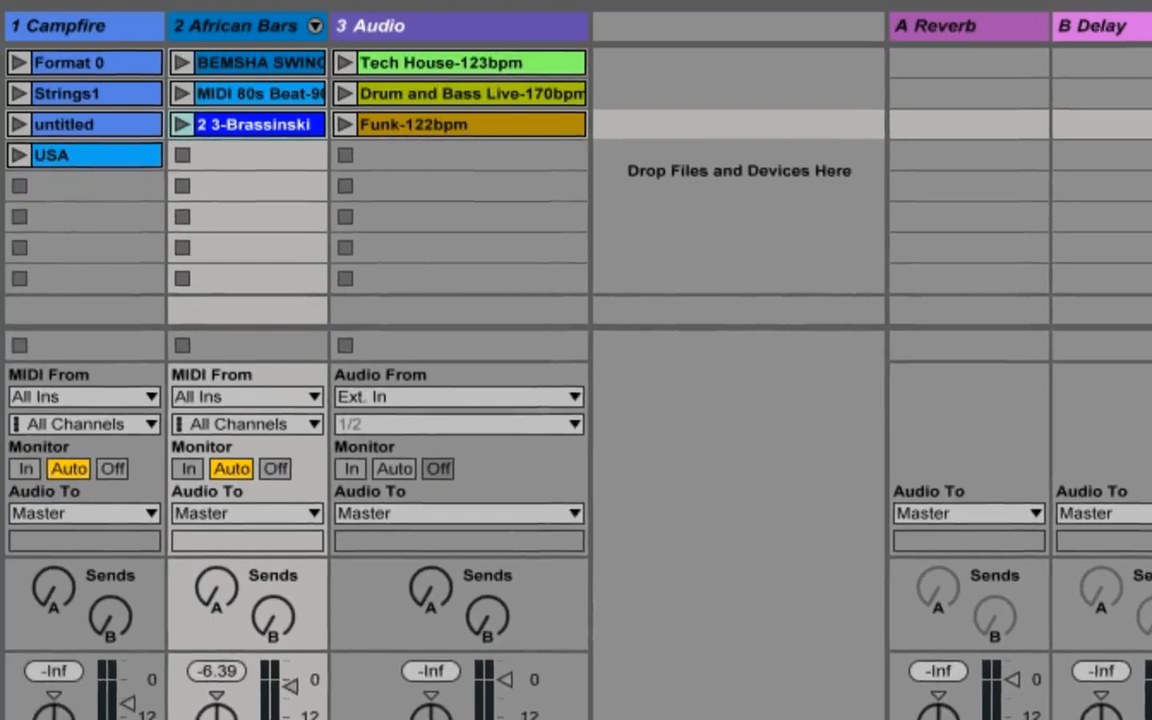 1 Campfire 2 African Bars 3 Audio A Reverb B Delay
Format 0 BEMSHA SWING Tech House-123bpm
Strings1 MIDI 80s Beat-90 Drum and Bass Live-170bpm
untitled 2 3-Brassinski Funk-122bpm
USA
Drop Files and Devices Here
MIDI From MIDI From Audio From
All Ins All Ins Ext. In
All Channels All Channels 1/2
Monitor Monitor Monitor
In Auto Off In Auto Off In Auto Off
Audio To Audio To Audio To Audio To Audio To
Master Master Master Master Master
Sends Sends Sends Sends Se
A A A A A
B B B B
-Inf 0 -6.39 0 -Inf 0 -Inf 0 -Inf
12 12 12 12